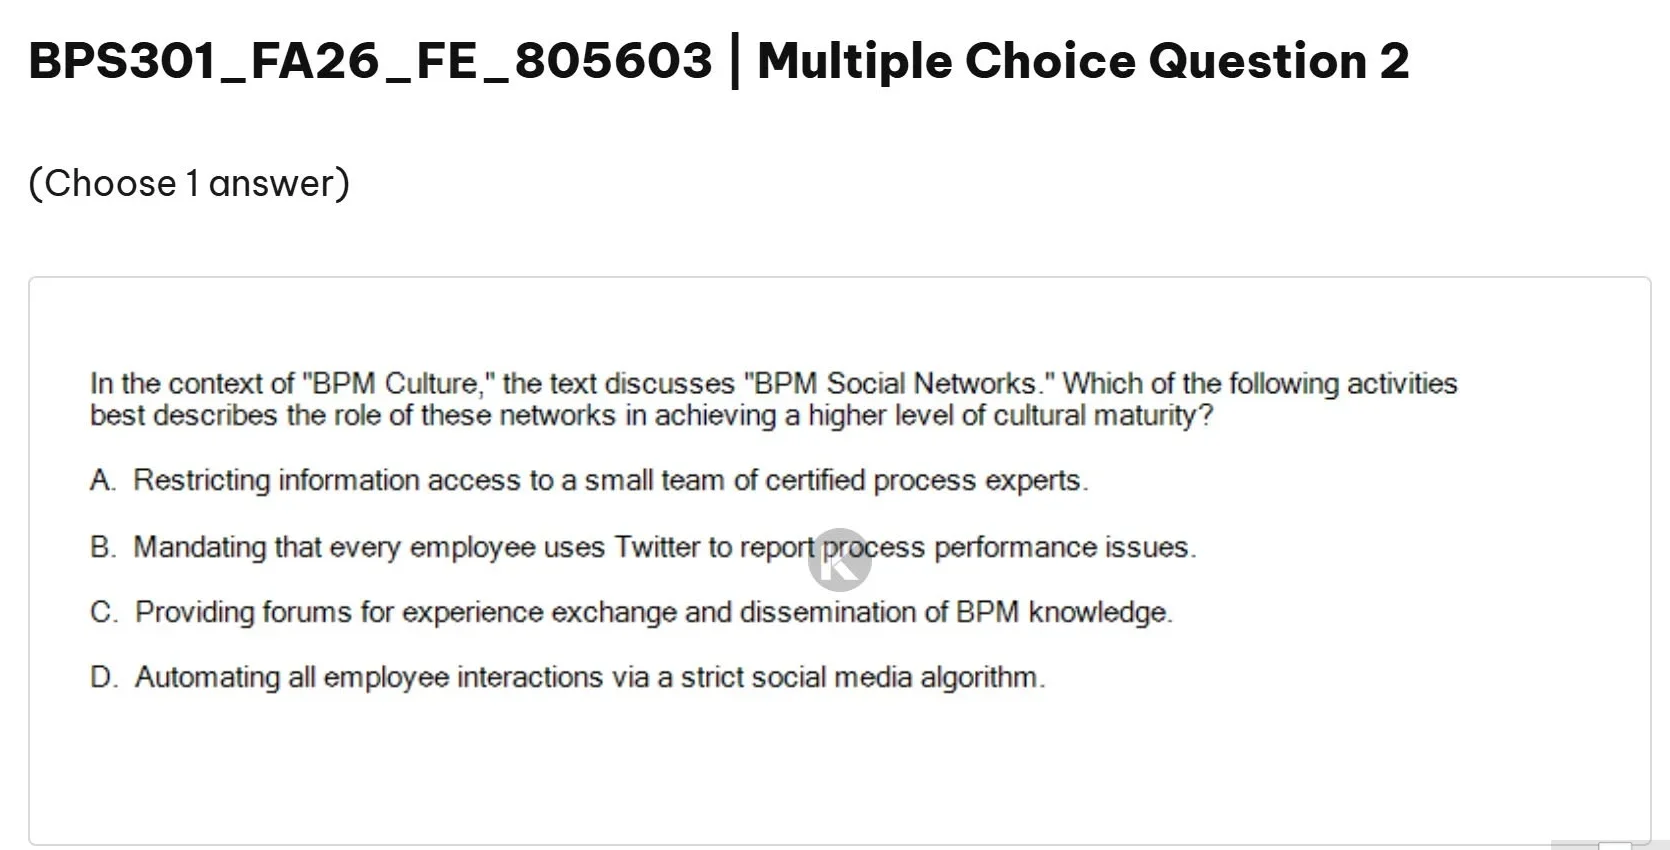 BPS301_FA26_FE_805603 | Multiple Choice Question 2
(Choose 1 answer)
In the context of "BPM Culture," the text discusses "BPM Social Networks." Which of the following activities
best describes the role of these networks in achieving a higher level of cultural maturity?
A. Restricting information access to a small team of certified process experts.
B. Mandating that every employee uses Twitter to report process performance issues.
C. Providing forums for experience exchange and dissemination of BPM knowledge.
D. Automating all employee interactions via a strict social media algorithm.
K